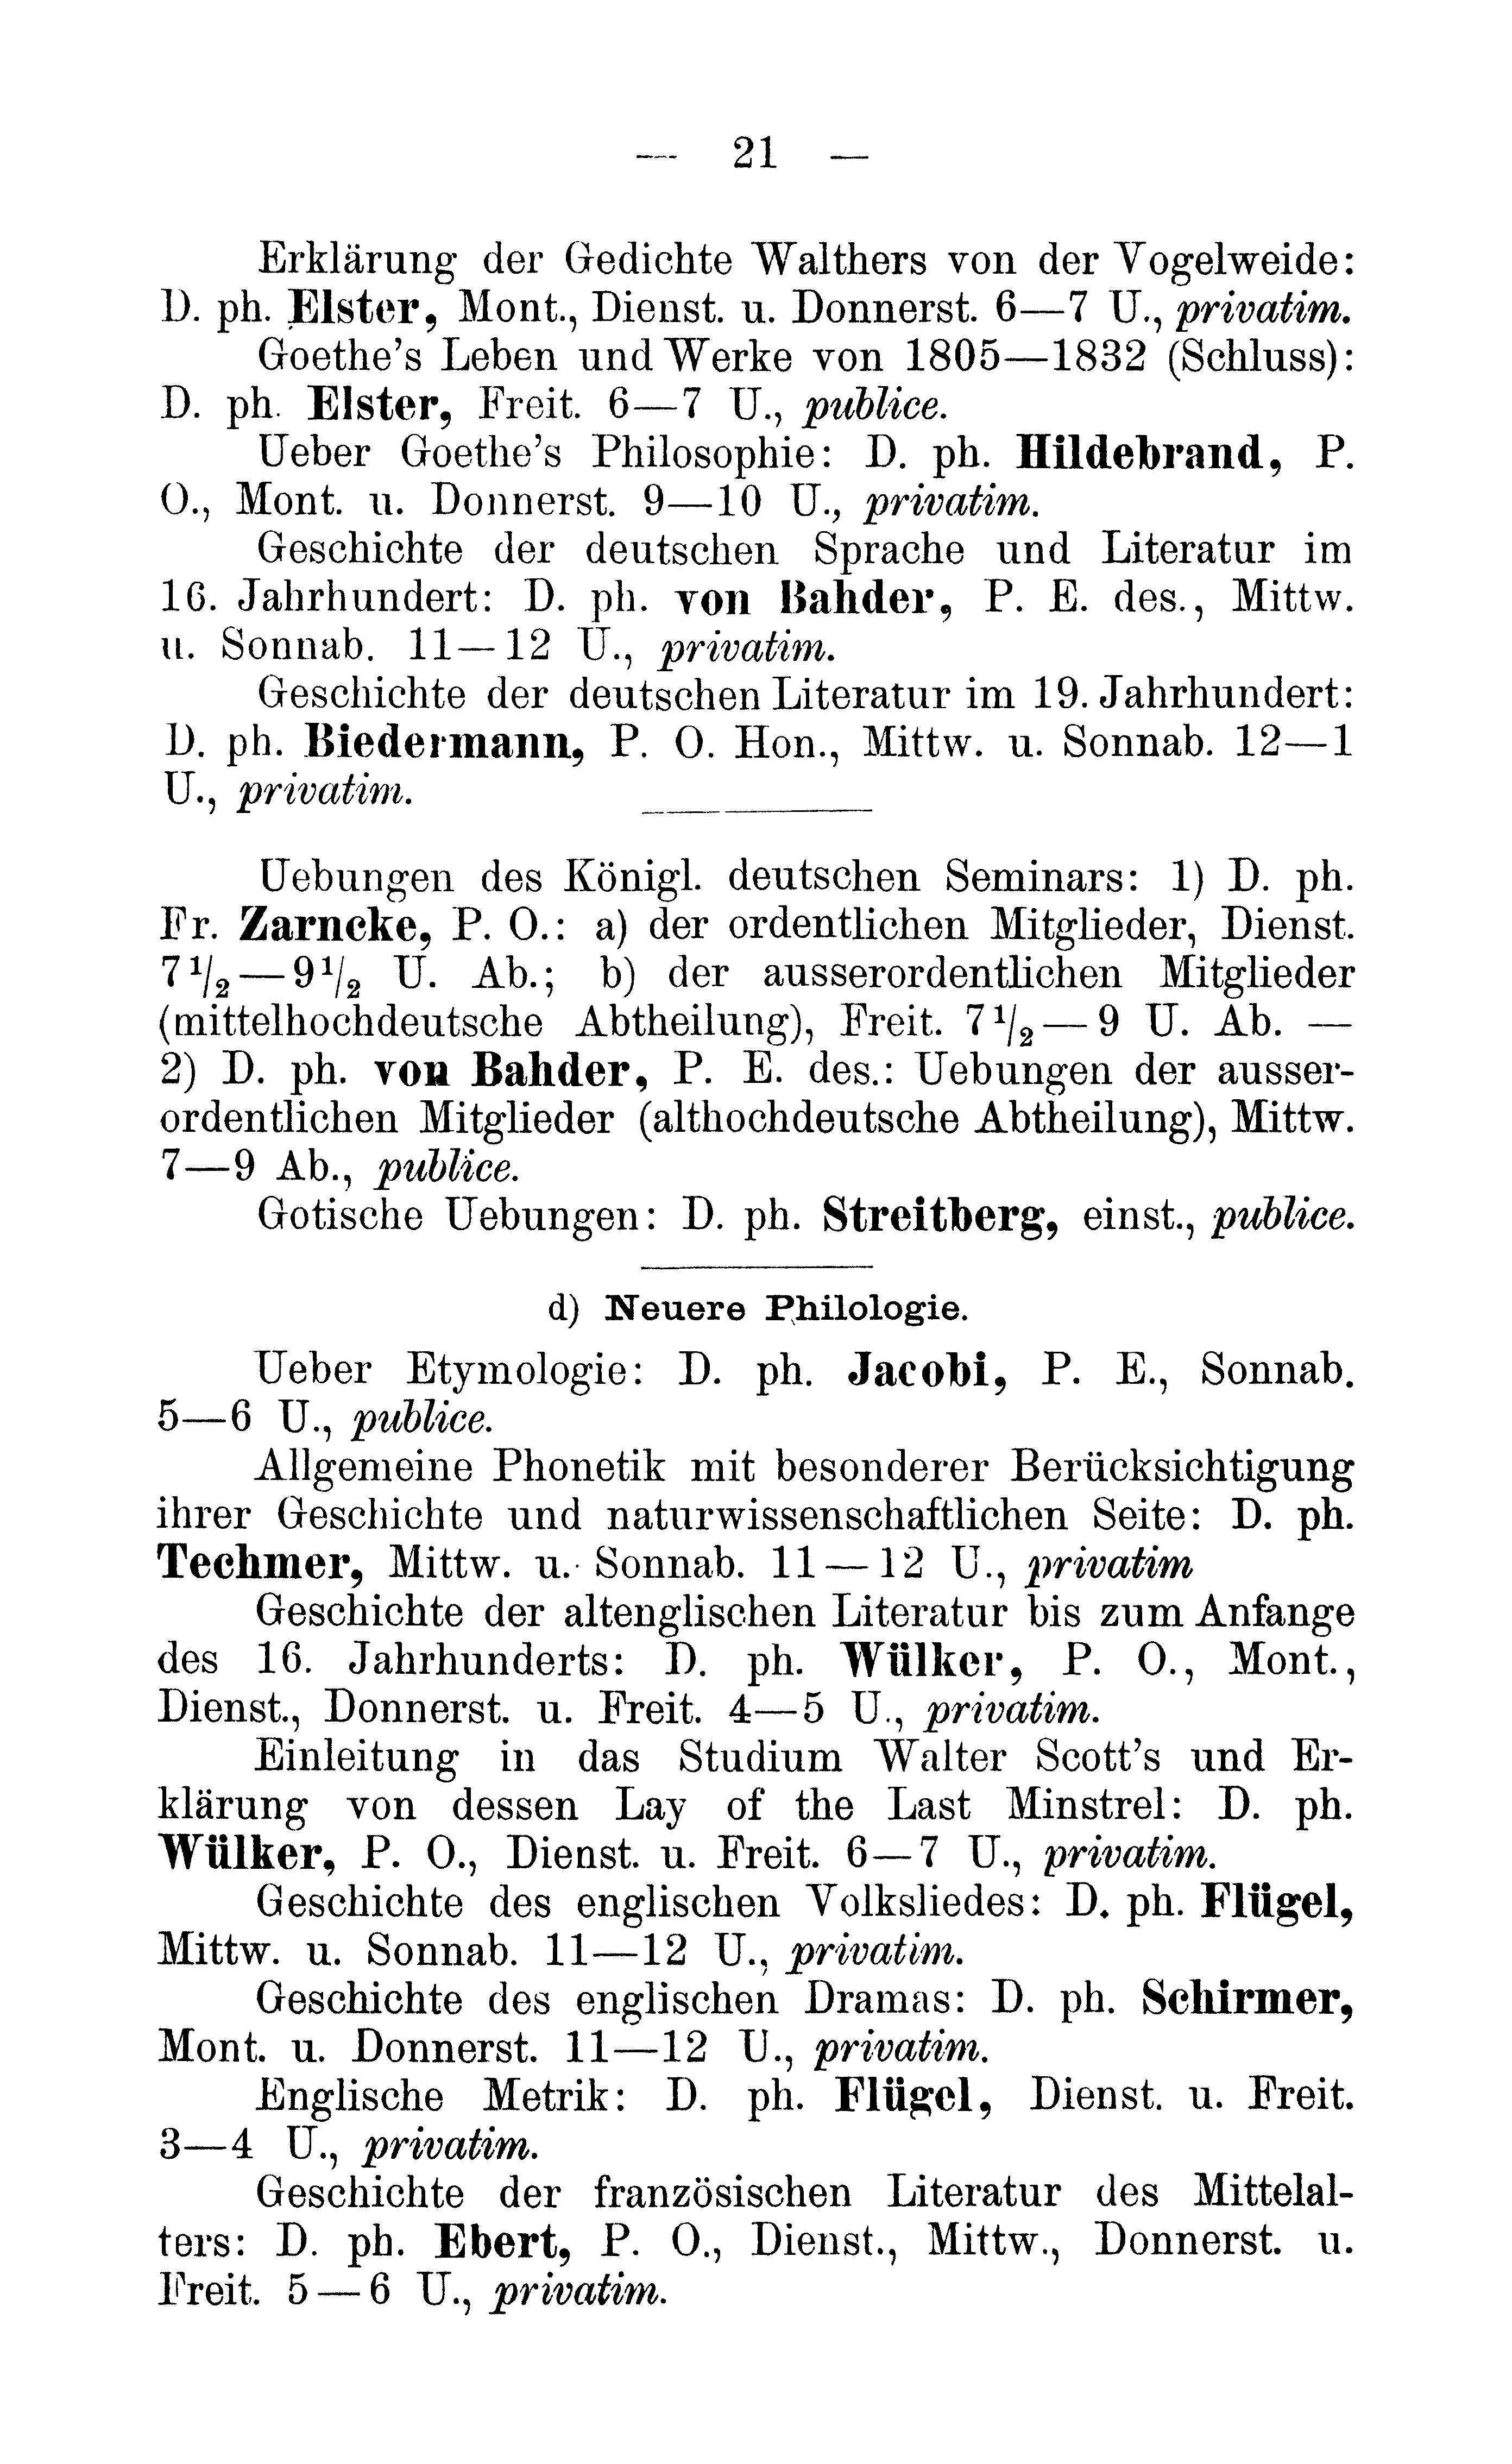 — 21 —
Erklärung der Gedichte Walthers von der Vogelweide:
D. ph. Elster, Mont., Dienst. u. Donnerst. 6—7 U., privatim.
Goethe's Leben und Werke von 1805—1832 (Schluss):
D. ph. Elster, Freit. 6—7 U., publice.
Ueber Goethe's Philosophie: D. ph. Hildebrand, P.
O., Mont. u. Donnerst. 9—10 U., privatim.
Geschichte der deutschen Sprache und Literatur im
16. Jahrhundert: D. ph. von Bahder, P. E. des., Mittw.
u. Sonnab. 11—12 U., privatim.
Geschichte der deutschen Literatur im 19. Jahrhundert:
D. ph. Biedermann, P. O. Hon., Mittw. u. Sonnab. 12—1
U., privatim.
Uebungen des Königl. deutschen Seminars: 1) D. ph.
Fr. Zarncke, P. O.: a) der ordentlichen Mitglieder, Dienst.
7 1/2—9 1/2 U. Ab.; b) der ausserordentlichen Mitglieder
(mittelhochdeutsche Abtheilung), Freit. 7 1/2—9 U. Ab. —
2) D. ph. von Bahder, P. E. des.: Uebungen der ausser-
ordentlichen Mitglieder (althochdeutsche Abtheilung), Mittw.
7—9 Ab., publice.
Gotische Uebungen: D. ph. Streitberg, einst., publice.
d) Neuere Philologie.
Ueber Etymologie: D. ph. Jacobi, P. E., Sonnab.
5—6 U., publice.
Allgemeine Phonetik mit besonderer Berücksichtigung
ihrer Geschichte und naturwissenschaftlichen Seite: D. ph.
Techmer, Mittw. u. Sonnab. 11—12 U., privatim
Geschichte der altenglischen Literatur bis zum Anfange
des 16. Jahrhunderts: D. ph. Wülker, P. O., Mont.,
Dienst., Donnerst. u. Freit. 4—5 U., privatim.
Einleitung in das Studium Walter Scott's und Er-
klärung von dessen Lay of the Last Minstrel: D. ph.
Wülker, P. O., Dienst. u. Freit. 6—7 U., privatim.
Geschichte des englischen Volksliedes: D. ph. Flügel,
Mittw. u. Sonnab. 11—12 U., privatim.
Geschichte des englischen Dramas: D. ph. Schirmer,
Mont. u. Donnerst. 11—12 U., privatim.
Englische Metrik: D. ph. Flügel, Dienst. u. Freit.
3—4 U., privatim.
Geschichte der französischen Literatur des Mittelal-
ters: D. ph. Ebert, P. O., Dienst., Mittw., Donnerst. u.
Freit. 5—6 U., privatim.